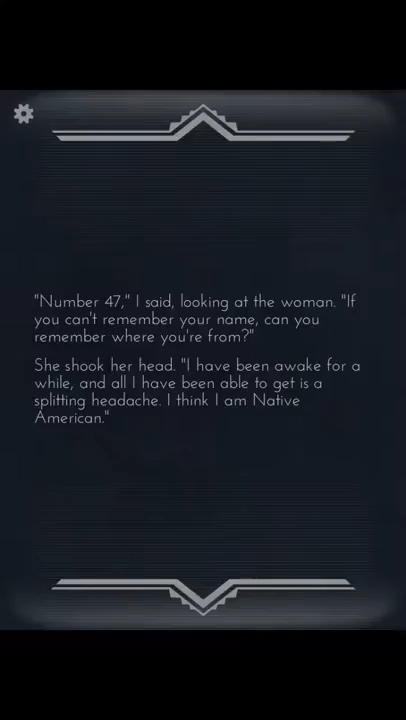 "Number 47," I said, looking at the woman. "If
you can't remember your name, can you
remember where you're from?"
She shook her head. "I have been awake for a
while, and all I have been able to get is a
splitting headache. I think I am Native
American."